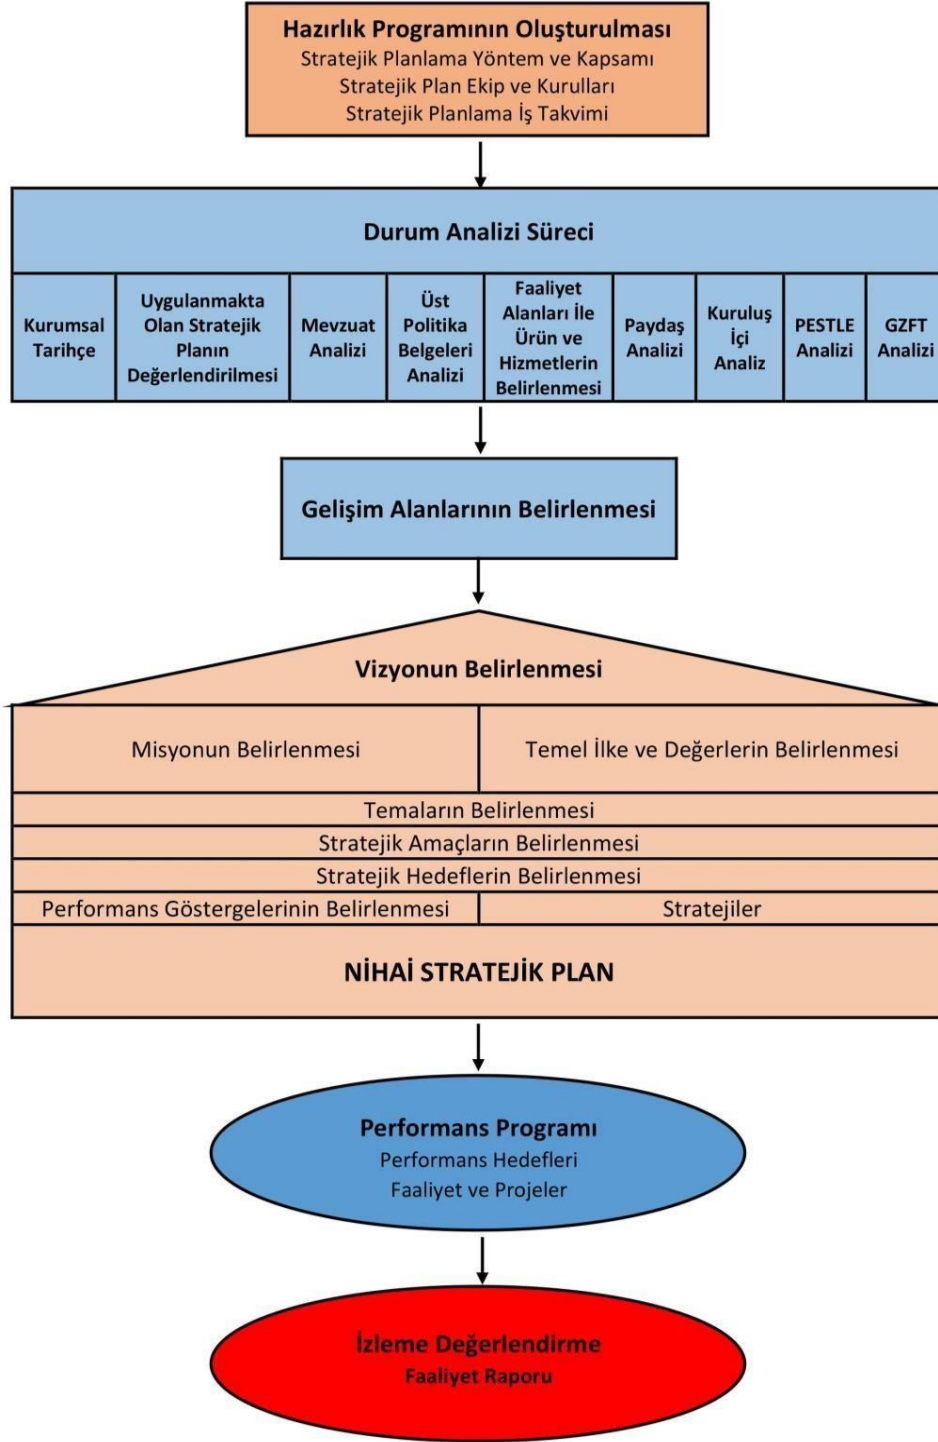 Hazırlık Programının Oluşturulması
Stratejik Planlama Yöntem ve Kapsamı
Stratejik Plan Ekip ve Kurulları
Stratejik Planlama İş Takvimi
Durum Analizi Süreci
Kurumsal
Tarihçe
Uygulanmakta
Olan Stratejik
Planın
Değerlendirilmesi
Mevzuat
Analizi
Üst
Politika
Belgeleri
Analizi
Faaliyet
Alanları İle
Ürün ve
Hizmetlerin
Belirlenmesi
Paydaş
Analizi
Kuruluş
İçi
Analiz
PESTLE
Analizi
GZFT
Analizi
Gelişim Alanlarının Belirlenmesi
Vizyonun Belirlenmesi
Misyonun Belirlenmesi
Temel İlke ve Değerlerin Belirlenmesi
Temaların Belirlenmesi
Stratejik Amaçların Belirlenmesi
Stratejik Hedeflerin Belirlenmesi
Performans Göstergelerinin Belirlenmesi
Stratejiler
NİHAİ STRATEJİK PLAN
Performans Programı
Performans Hedefleri
Faaliyet ve Projeler
İzleme Değerlendirme
Faaliyet Raporu